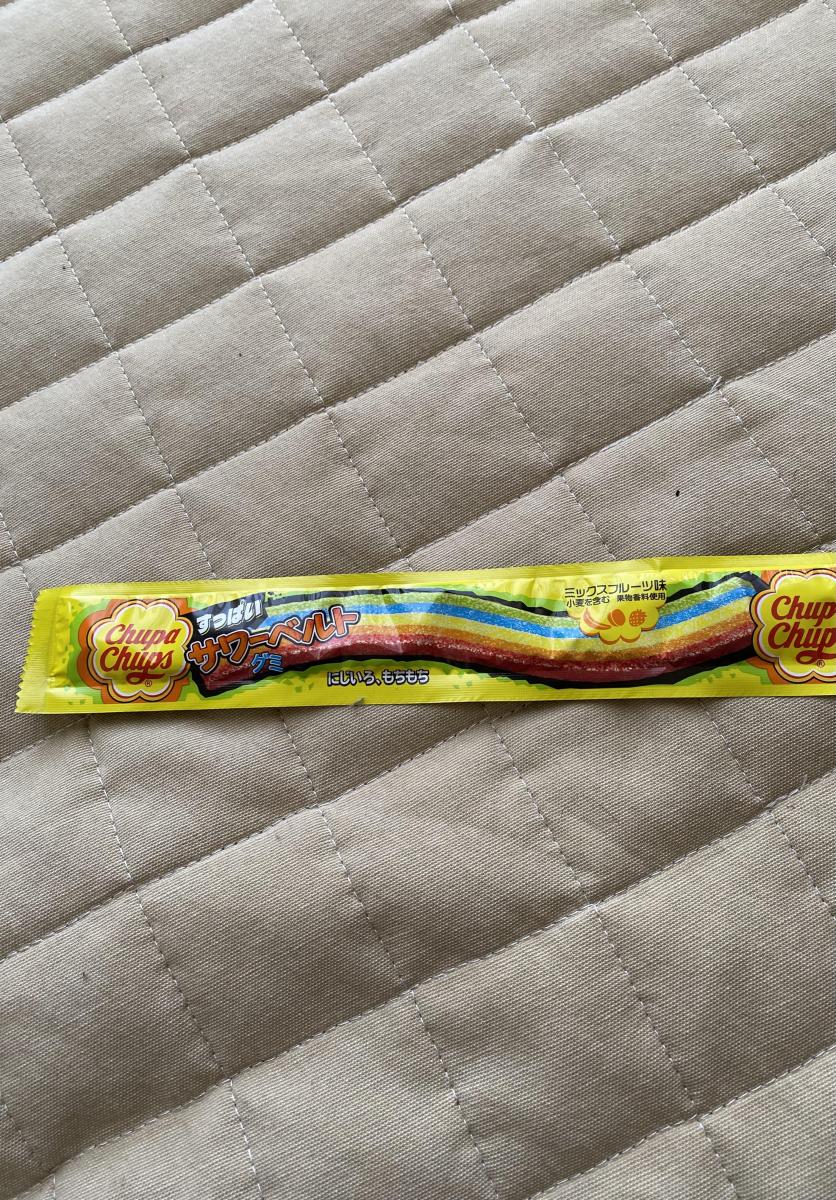 Chupa
Chups
®
すっぱい
サワーベルト
グミ
にじいろ、もちもち
ミックスフルーツ味
小麦を含む 果物香料使用
Chupa
Chups
®